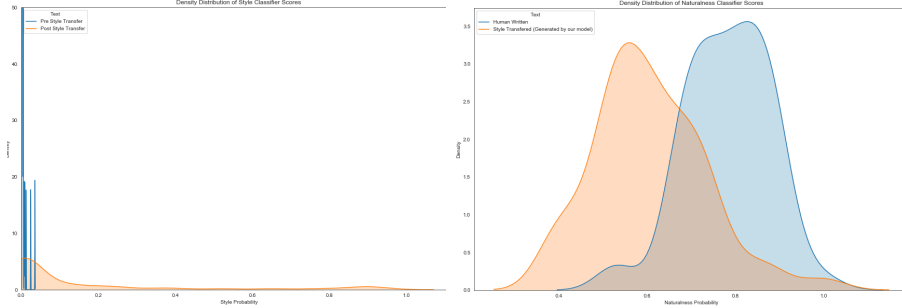 Density Distribution of Style Classifier Scores
Text
Pre Style Transfer
Post Style Transfer
50
40
30
20
10
0
Density
0.0
0.2
0.4
0.6
0.8
1.0
Style Probability
Density Distribution of Naturalness Classifier Scores
Text
Human Written
Style Transfered (Generated by our model)
3.5
3.0
2.5
2.0
1.5
1.0
0.5
0.0
Density
0.4
0.6
0.8
1.0
Naturalness Probability